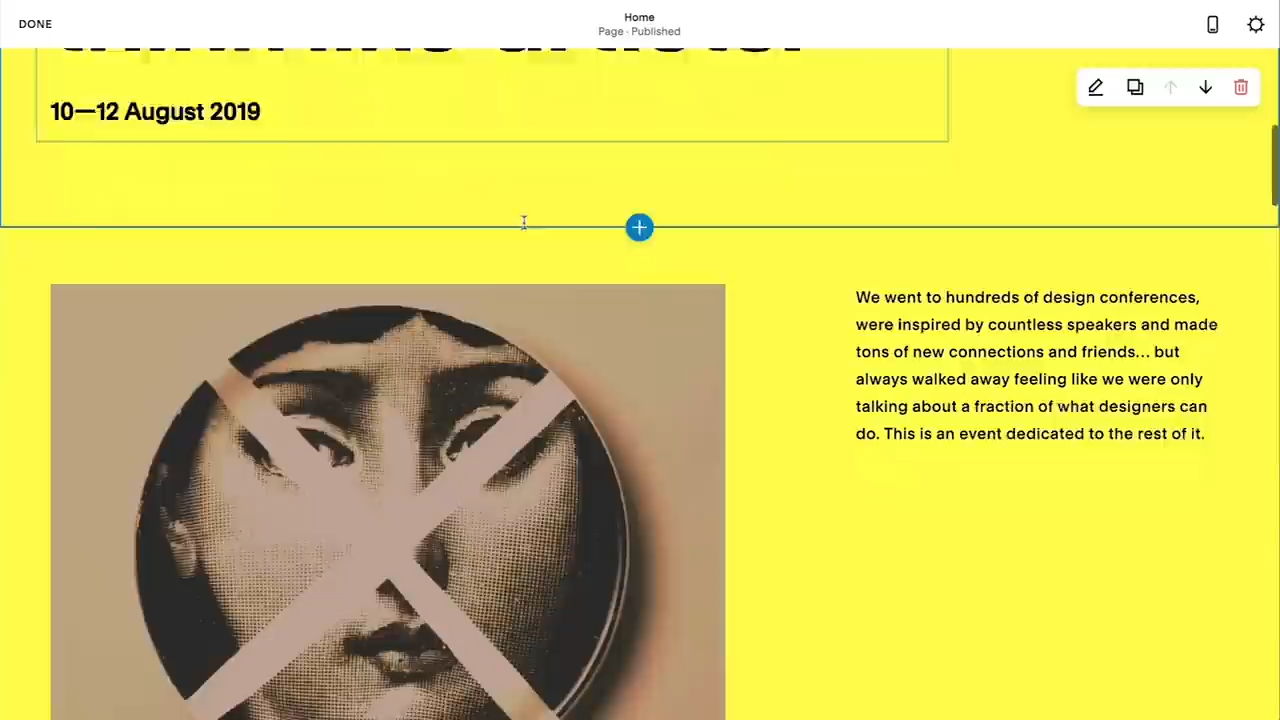 DONE
Home
Page · Published
10—12 August 2019
We went to hundreds of design conferences,
were inspired by countless speakers and made
tons of new connections and friends… but
always walked away feeling like we were only
talking about a fraction of what designers can
do. This is an event dedicated to the rest of it.